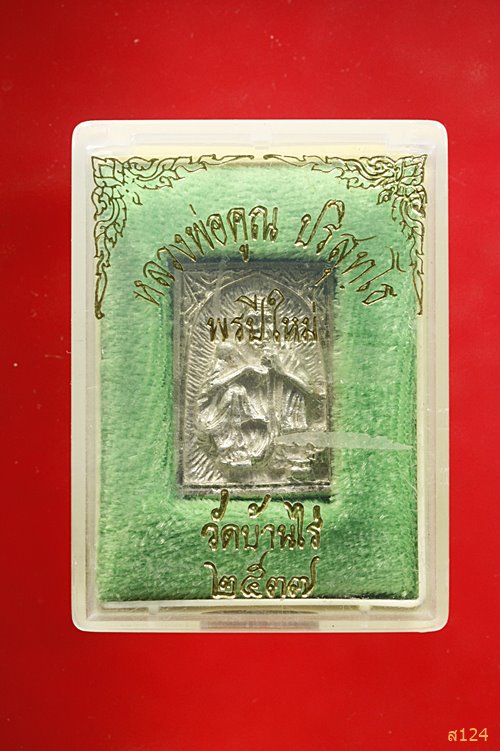 หลวงพ่อคูณ ปริสุทฺโธ
พรปีใหม่
วัดบ้านไร่
๒๕๓๗
ส124